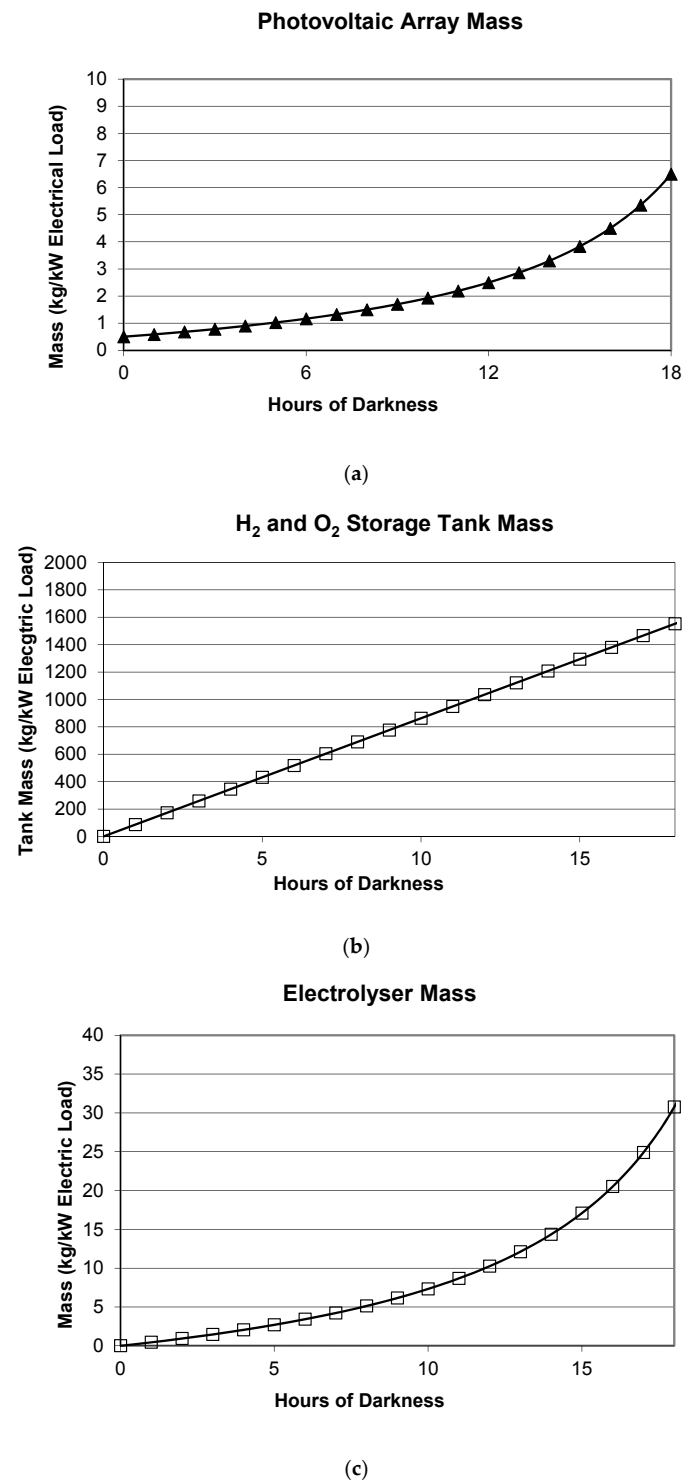 Photovoltaic Array Mass
Mass (kg/kW Electrical Load)
10
9
8
7
6
5
4
3
2
1
0
0 6 12 18
Hours of Darkness
(a)
H₂ and O₂ Storage Tank Mass
Tank Mass (kg/kW Elecgtric Load)
2000
1800
1600
1400
1200
1000
800
600
400
200
0
0 5 10 15
Hours of Darkness
(b)
Electrolyser Mass
Mass (kg/kW Electric Load)
40
35
30
25
20
15
10
5
0
0 5 10 15
Hours of Darkness
(c)